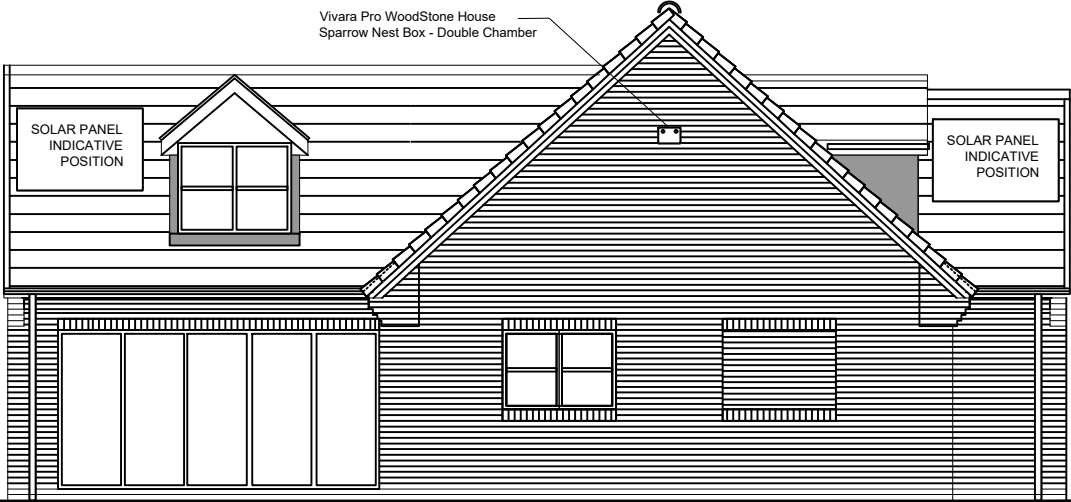 Vivara Pro WoodStone House
Sparrow Nest Box - Double Chamber
SOLAR PANEL
INDICATIVE
POSITION
SOLAR PANEL
INDICATIVE
POSITION